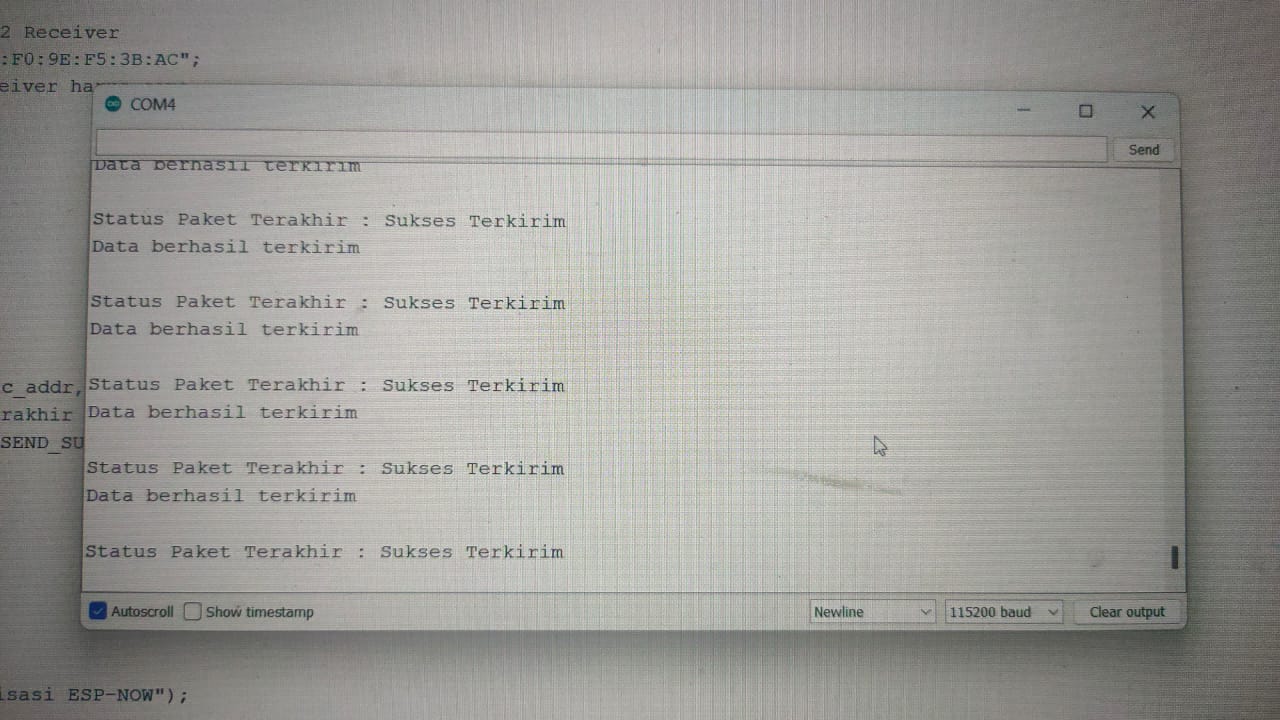 2 Receiver
:F0:9E:F5:3B:AC";
eiver ha
COM4
Send
Data berhasil terkirim
Status Paket Terakhir : Sukses Terkirim
Data berhasil terkirim
Status Paket Terakhir : Sukses Terkirim
Data berhasil terkirim
c_addr,
Status Paket Terakhir : Sukses Terkirim
rakhir
Data berhasil terkirim
SEND_SU
Status Paket Terakhir : Sukses Terkirim
Data berhasil terkirim
Status Paket Terakhir : Sukses Terkirim
Autoscroll Show timestamp Newline 115200 baud Clear output
isasi ESP-NOW");